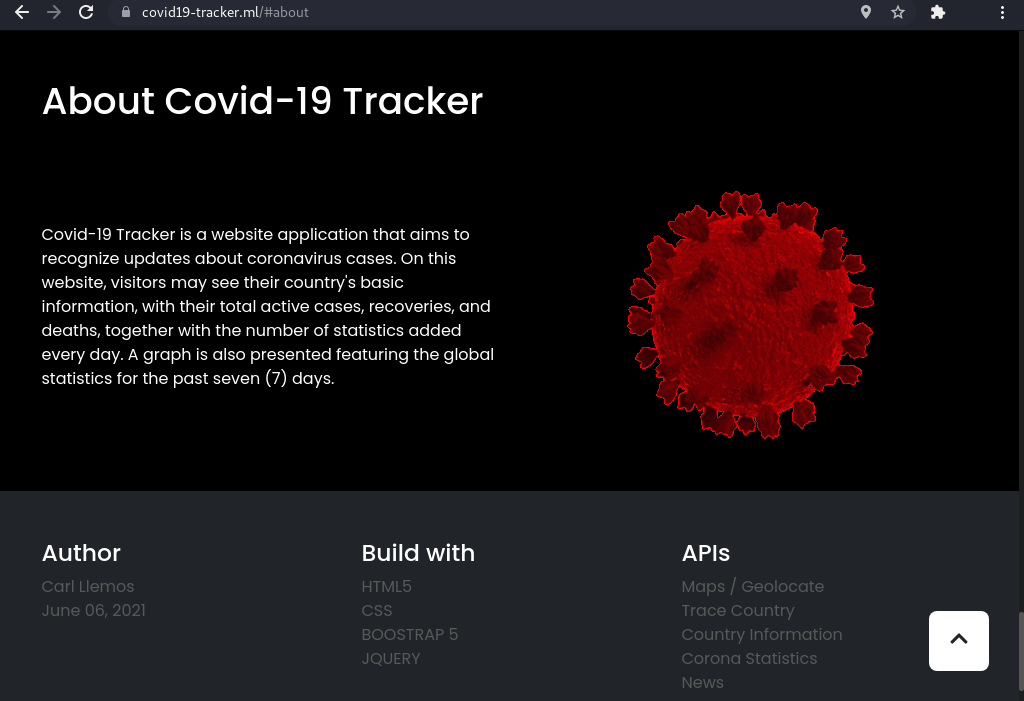 covid19-tracker.ml/#about
About Covid-19 Tracker
Covid-19 Tracker is a website application that aims to
recognize updates about coronavirus cases. On this
website, visitors may see their country's basic
information, with their total active cases, recoveries, and
deaths, together with the number of statistics added
every day. A graph is also presented featuring the global
statistics for the past seven (7) days.
Author
Carl Llemos
June 06, 2021
Build with
HTML5
CSS
BOOSTRAP 5
JQUERY
APIs
Maps / Geolocate
Trace Country
Country Information
Corona Statistics
News